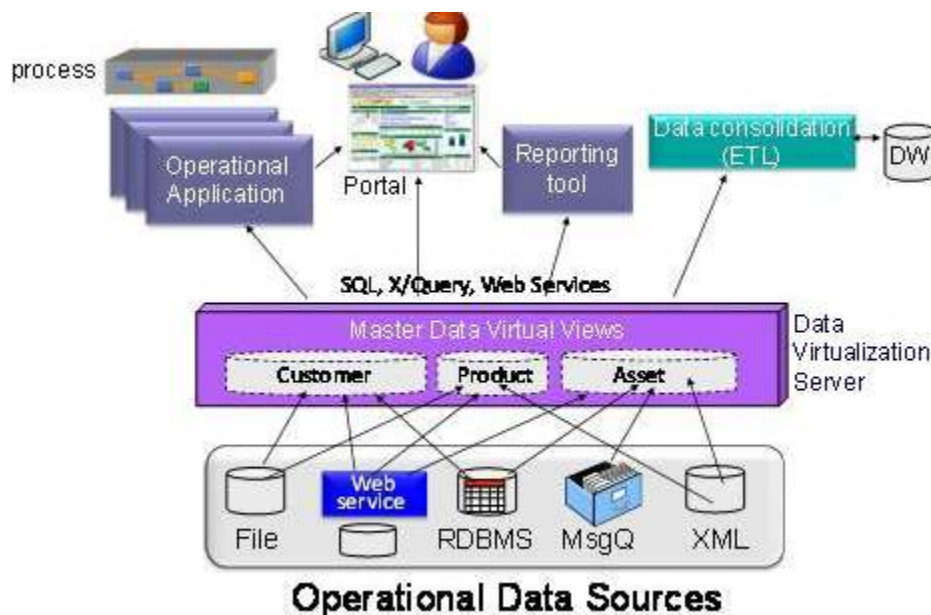 process
Operational
Application
Portal
Reporting
tool
Data consolidation
(ETL)
DW
SQL, X/Query, Web Services
Master Data Virtual Views
Customer
Product
Asset
Data
Virtualization
Server
File
Web
service
RDBMS
MsgQ
XML
Operational Data Sources